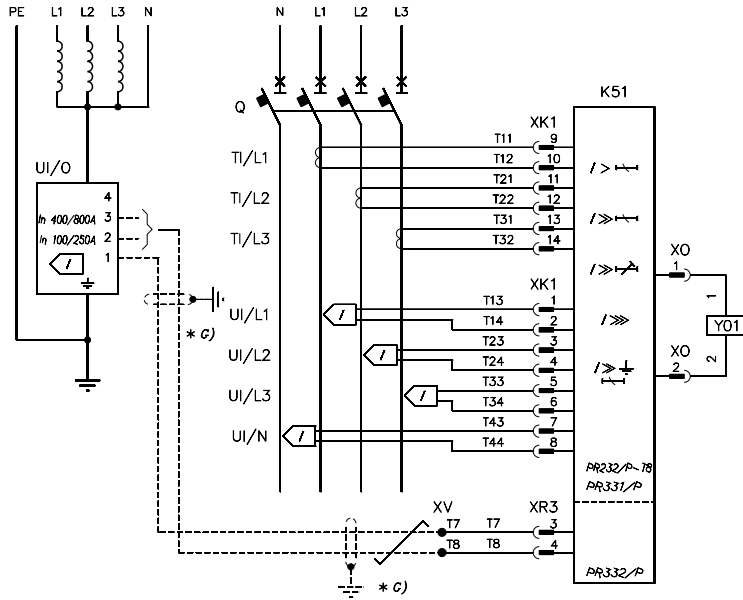 PE L1 L2 L3 N N L1 L2 L3
K51
Q
XK1
T11 9
TI/L1 T12 10
T21 11
TI/L2 T22 12
T31 13
TI/L3 T32 14
UI/O
4
In 400/800A 3
In 100/250A 2
1
I
I >
I ≫
I ≫
I ⋙
I ≫
XO
1
1
YO1
2
XO
2
* G)
XK1
UI/L1 I T13 1
T14 2
UI/L2 I T23 3
T24 4
UI/L3 I T33 5
T34 6
UI/N I T43 7
T44 8
PR232/P-T8
PR331/P
XV XR3
T7 T7 3
T8 T8 4
PR332/P
* G)